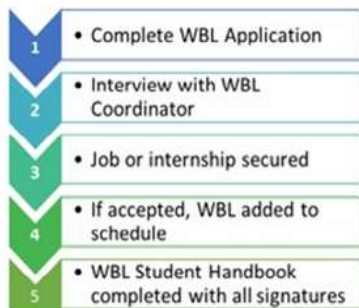 1
• Complete WBL Application
2
• Interview with WBL
Coordinator
3
• Job or internship secured
4
• If accepted, WBL added to
schedule
5
• WBL Student Handbook
completed with all signatures